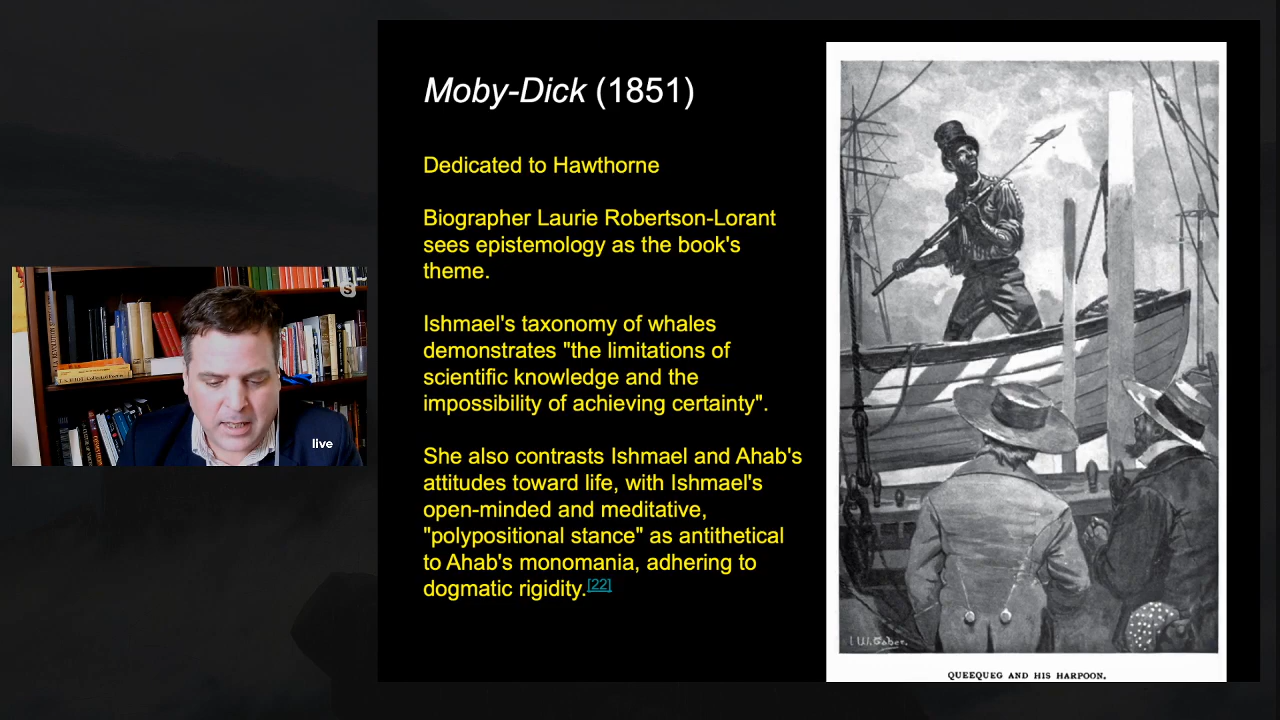 Moby-Dick (1851)
Dedicated to Hawthorne
Biographer Laurie Robertson-Lorant
sees epistemology as the book's
theme.
Ishmael's taxonomy of whales
demonstrates "the limitations of
scientific knowledge and the
impossibility of achieving certainty".
She also contrasts Ishmael and Ahab's
attitudes toward life, with Ishmael's
open-minded and meditative,
"polypositional stance" as antithetical
to Ahab's monomania, adhering to
dogmatic rigidity.[22]
QUEEQUEG AND HIS HARPOON.
live
S